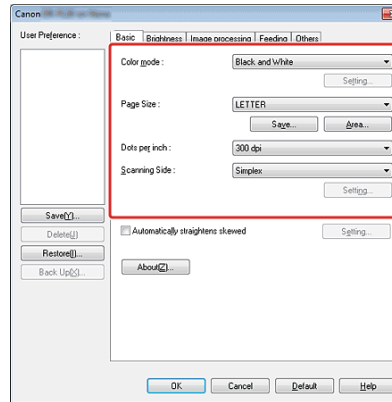 Canon
User Preference :
Basic Brightness Image processing Feeding Others
Color mode : Black and White
Setting...
Page Size : LETTER
Save... Area...
Dots per inch : 300 dpi
Scanning Side : Simplex
Setting...
Save(Y)...
Automatically straightens skewed Setting...
Delete(J)
Restore(I)...
About(Z)...
Back Up(X)...
OK Cancel Default Help